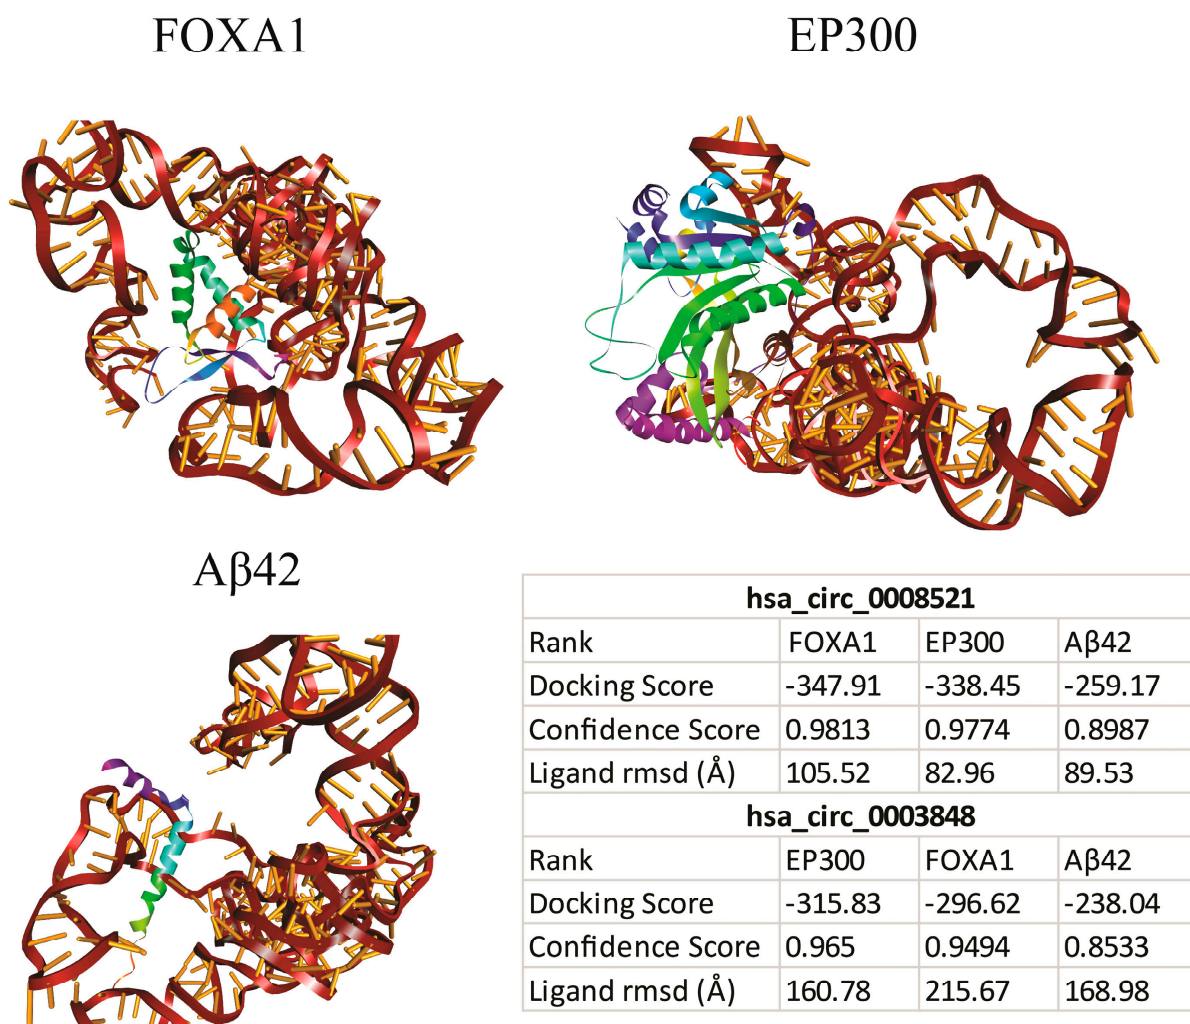 FOXA1
EP300
Aβ42
hsa_circ_0008521
Rank FOXA1 EP300 Aβ42
Docking Score -347.91 -338.45 -259.17
Confidence Score 0.9813 0.9774 0.8987
Ligand rmsd (Å) 105.52 82.96 89.53
hsa_circ_0003848
Rank EP300 FOXA1 Aβ42
Docking Score -315.83 -296.62 -238.04
Confidence Score 0.965 0.9494 0.8533
Ligand rmsd (Å) 160.78 215.67 168.98